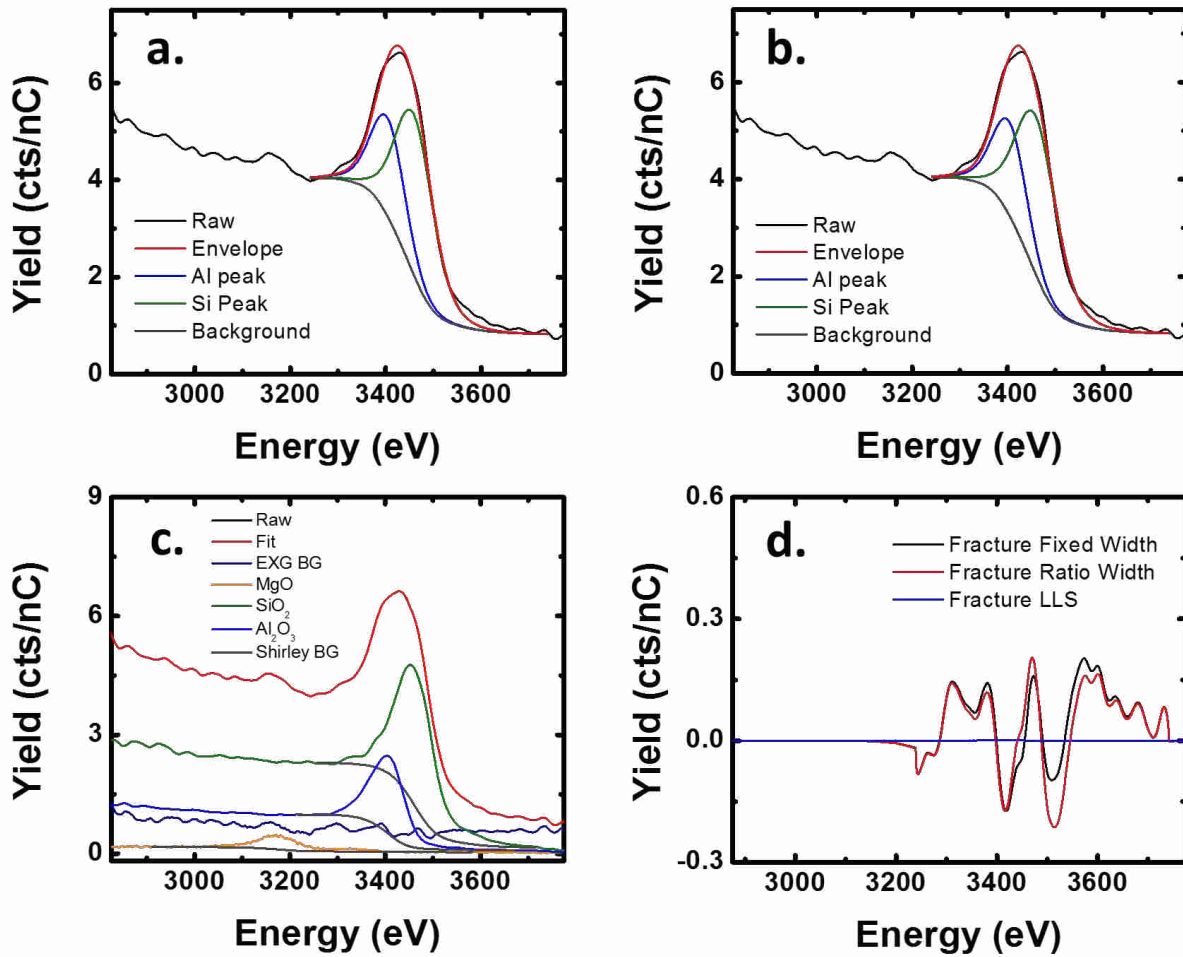 a.
Yield (cts/nC)
6
4
2
0
Raw
Envelope
Al peak
Si Peak
Background
3000 3200 3400 3600
Energy (eV)
b.
Yield (cts/nC)
6
4
2
0
Raw
Envelope
Al peak
Si Peak
Background
3000 3200 3400 3600
Energy (eV)
c.
Yield (cts/nC)
9
6
3
0
Raw
Fit
EXG BG
MgO
SiO₂
Al₂O₃
Shirley BG
3000 3200 3400 3600
Energy (eV)
d.
Yield (cts/nC)
0.6
0.3
0.0
-0.3
Fracture Fixed Width
Fracture Ratio Width
Fracture LLS
3000 3200 3400 3600
Energy (eV)